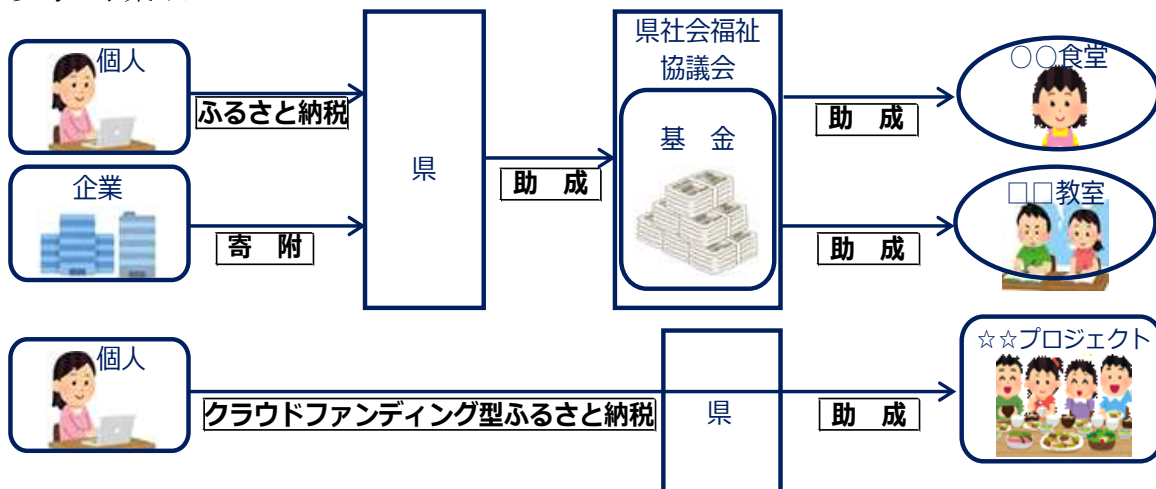 個人
ふるさと納税
企業
寄 附
県
助 成
県社会福祉
協議会
基 金
助 成
○○食堂
助 成
□□教室
個人
クラウドファンディング型ふるさと納税
県
助 成
☆☆プロジェクト